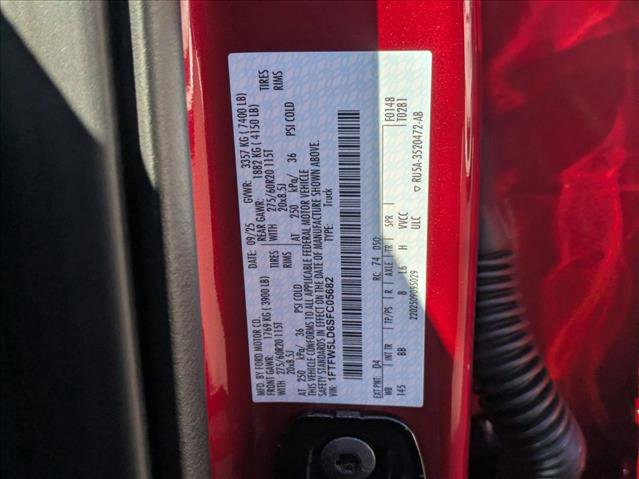 MFD. BY FORD MOTOR CO.
DATE: 09/25 GVWR: 3357 KG ( 7400 LB)
FRONT GAWR: 1769 KG ( 3900 LB) REAR GAWR: 1882 KG ( 4150 LB)
275/60R20 115T TIRES WITH 275/60R20 115T TIRES
20x8.5J RIMS 20x8.5J RIMS
AT 250 kPa/ 36 PSI COLD AT 250 kPa/ 36 PSI COLD
THIS VEHICLE CONFORMS TO ALL APPLICABLE FEDERAL MOTOR VEHICLE
SAFETY STANDARDS IN EFFECT ON THE DATE OF MANUFACTURE SHOWN ABOVE.
VIN: 1FTFW5LD6SFC05682 TYPE: Truck
EXT PNT: D4 RC: 74 DSO: F0148
WB INT TR TP/PS R AXLE TR SPR T0281
145 BB 8 L6 H VVCC
ULC
2202509095029 ▽ RU5A-3520472-AB